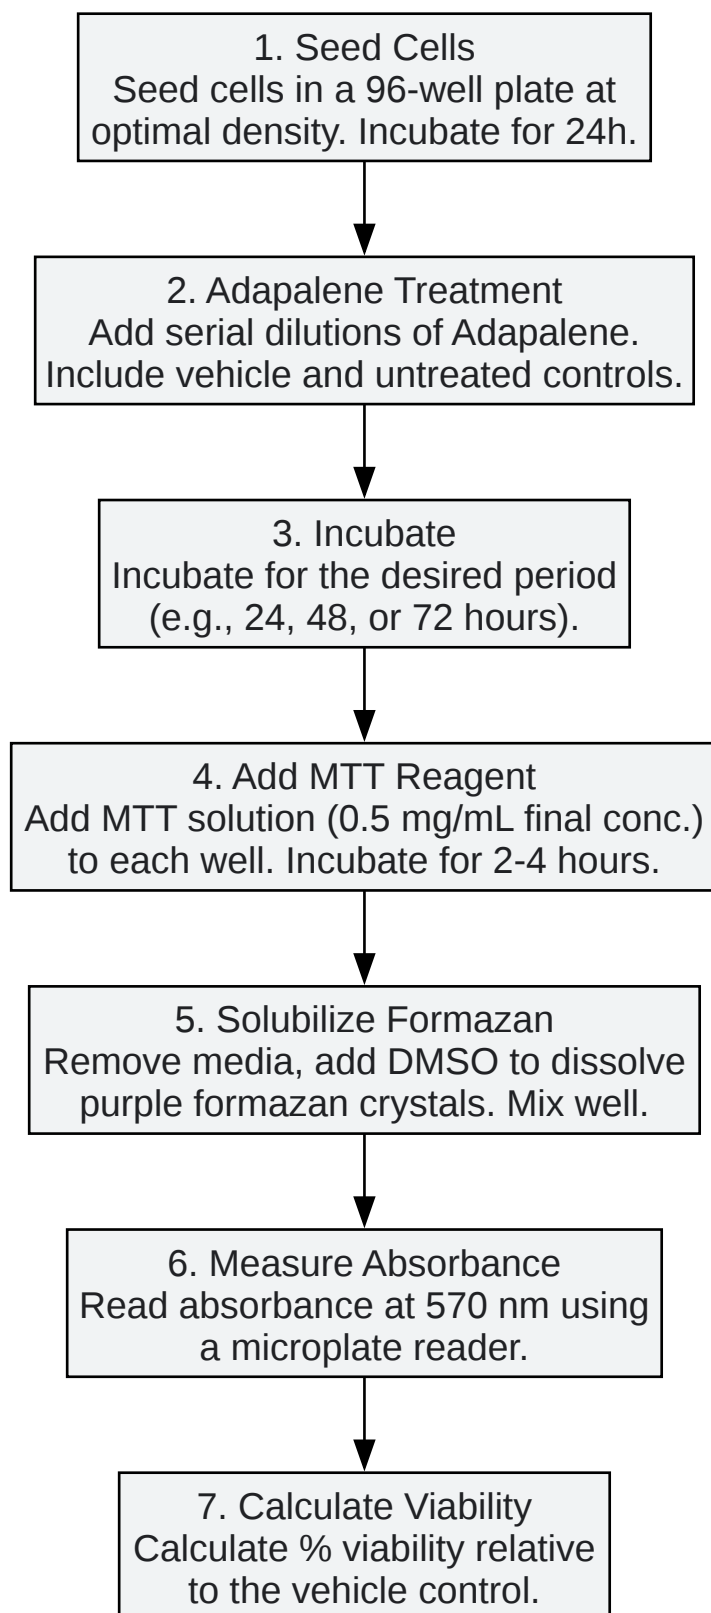 1. Seed Cells
Seed cells in a 96-well plate at
optimal density. Incubate for 24h.
2. Adapalene Treatment
Add serial dilutions of Adapalene.
Include vehicle and untreated controls.
3. Incubate
Incubate for the desired period
(e.g., 24, 48, or 72 hours).
4. Add MTT Reagent
Add MTT solution (0.5 mg/mL final conc.)
to each well. Incubate for 2-4 hours.
5. Solubilize Formazan
Remove media, add DMSO to dissolve
purple formazan crystals. Mix well.
6. Measure Absorbance
Read absorbance at 570 nm using
a microplate reader.
7. Calculate Viability
Calculate % viability relative
to the vehicle control.